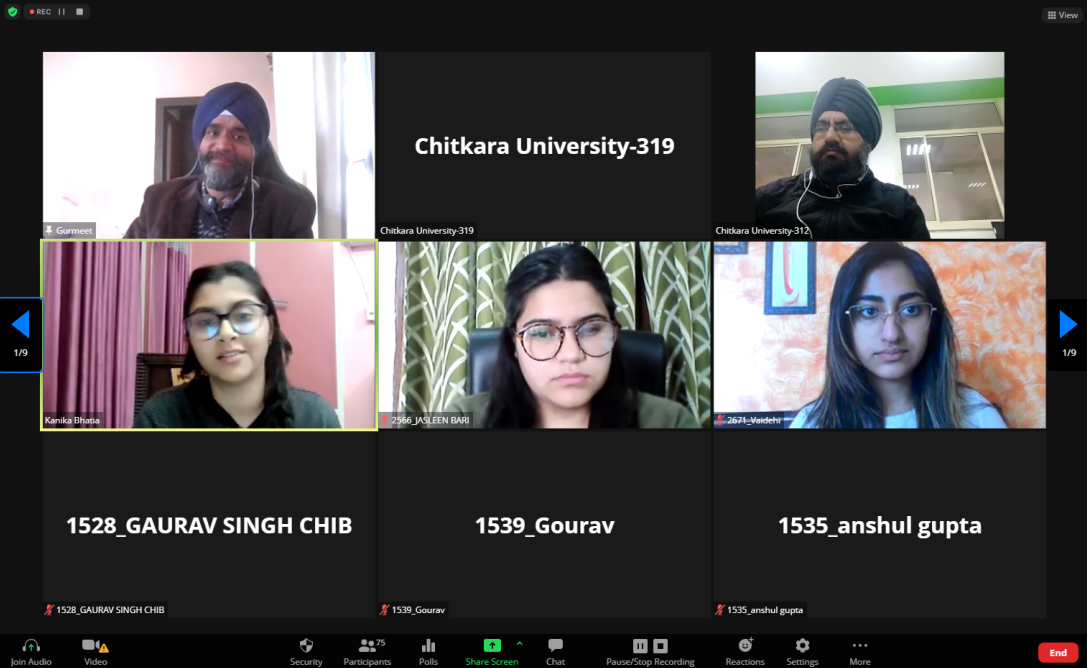 REC
View
Chitkara University-319
Gurmeet
Chitkara University-319
Chitkara University-312
1/9
1/9
Kanika Bhatia
2566_JASLEEN BARI
2671_Vaidehi
1528_GAURAV SINGH CHIB
1539_Gourav
1535_anshul gupta
1528_GAURAV SINGH CHIB
1539_Gourav
1535_anshul gupta
Join Audio
Video
Security
Participants
75
Polls
Share Screen
Chat
Pause/Stop Recording
Reactions
Settings
More
End